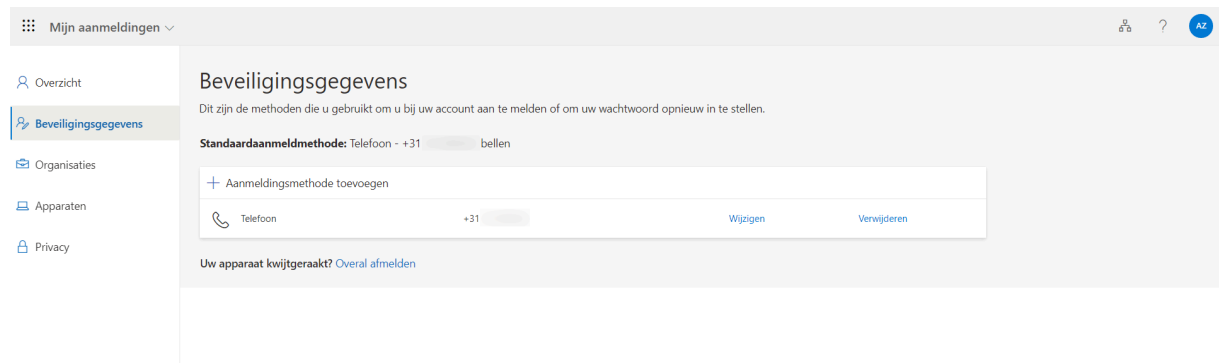 Mijn aanmeldingen
?
AZ
Overzicht
Beveiligingsgegevens
Organisaties
Apparaten
Privacy
Beveiligingsgegevens
Dit zijn de methoden die u gebruikt om u bij uw account aan te melden of om uw wachtwoord opnieuw in te stellen.
Standaardaanmeldmethode: Telefoon - +31 bellen
Aanmeldingsmethode toevoegen
Telefoon +31 Wijzigen Verwijderen
Uw apparaat kwijtgeraakt? Overal afmelden